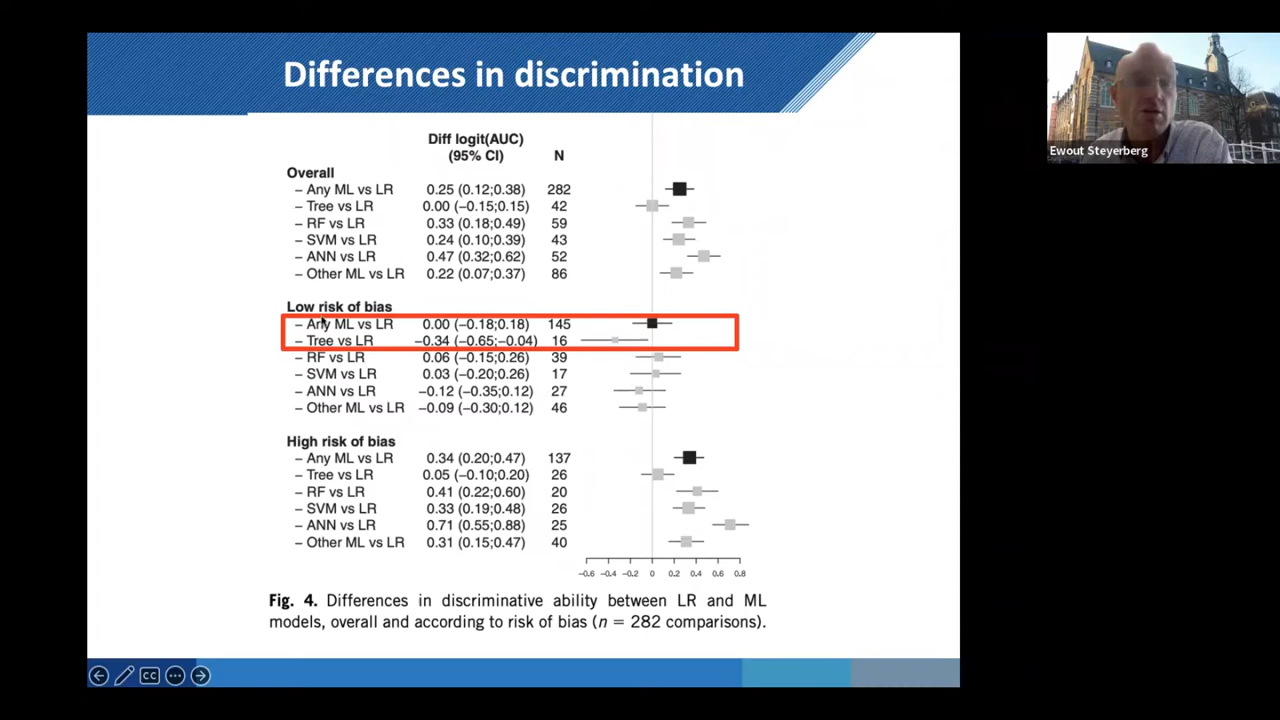 Differences in discrimination
Diff logit(AUC)
(95% CI) N
Overall
– Any ML vs LR 0.25 (0.12;0.38) 282
– Tree vs LR 0.00 (−0.15;0.15) 42
– RF vs LR 0.33 (0.18;0.49) 59
– SVM vs LR 0.24 (0.10;0.39) 43
– ANN vs LR 0.47 (0.32;0.62) 52
– Other ML vs LR 0.22 (0.07;0.37) 86
Low risk of bias
– Any ML vs LR 0.00 (−0.18;0.18) 145
– Tree vs LR −0.34 (−0.65;−0.04) 16
– RF vs LR 0.06 (−0.15;0.26) 39
– SVM vs LR 0.03 (−0.20;0.26) 17
– ANN vs LR −0.12 (−0.35;0.12) 27
– Other ML vs LR −0.09 (−0.30;0.12) 46
High risk of bias
– Any ML vs LR 0.34 (0.20;0.47) 137
– Tree vs LR 0.05 (−0.10;0.20) 26
– RF vs LR 0.41 (0.22;0.60) 20
– SVM vs LR 0.33 (0.19;0.48) 26
– ANN vs LR 0.71 (0.55;0.88) 25
– Other ML vs LR 0.31 (0.15;0.47) 40
−0.6 −0.4 −0.2 0 0.2 0.4 0.6 0.8
Fig. 4. Differences in discriminative ability between LR and ML
models, overall and according to risk of bias (n = 282 comparisons).
CC
Ewout Steyerberg